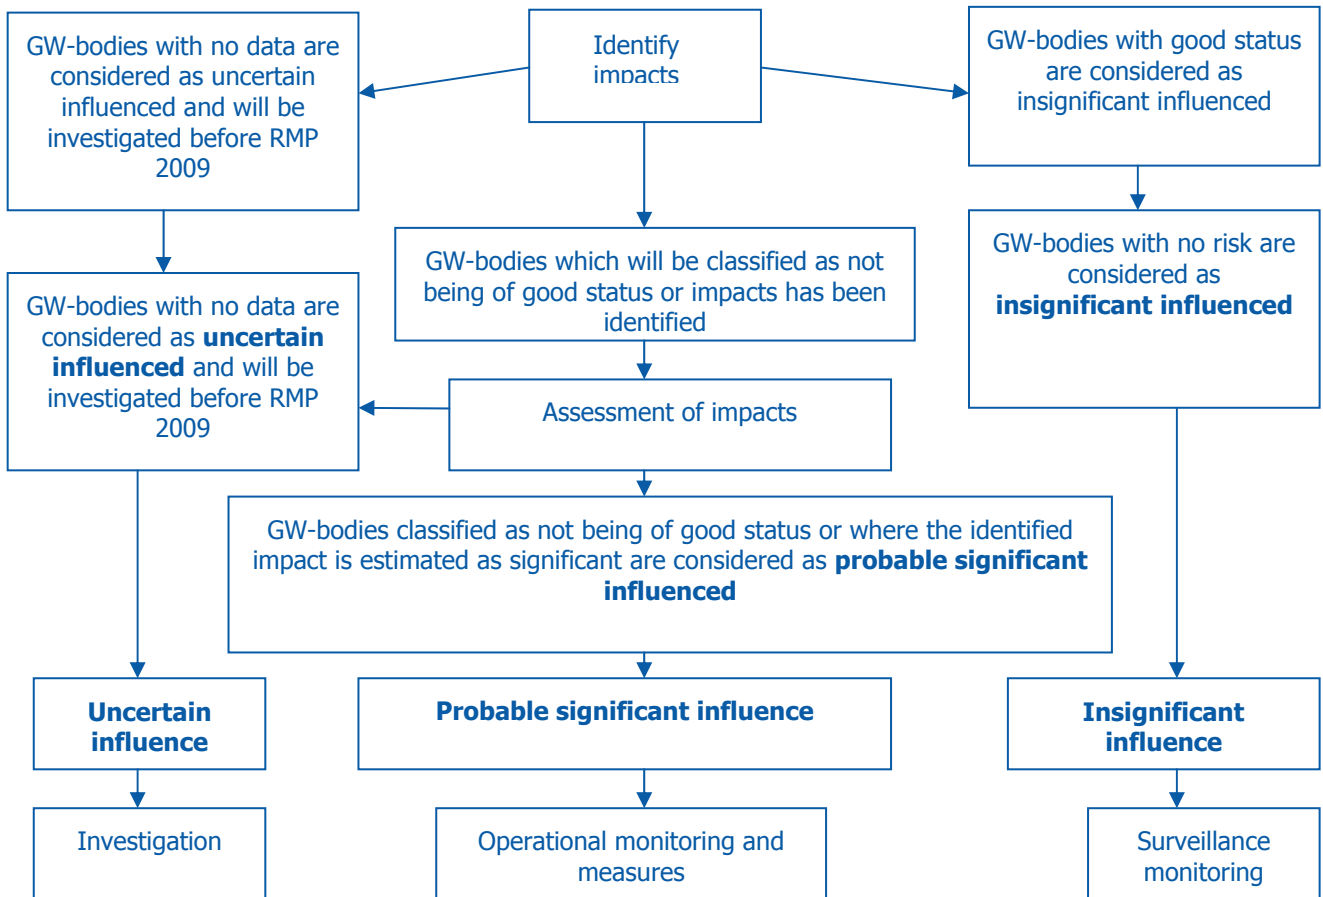 GW-bodies with no data are
considered as uncertain
influenced and will be
investigated before RMP
2009
Identify
impacts
GW-bodies with good status
are considered as
insignificant influenced
GW-bodies which will be classified as not
being of good status or impacts has been
identified
GW-bodies with no risk are
considered as
insignificant influenced
GW-bodies with no data are
considered as uncertain
influenced and will be
investigated before RMP
2009
Assessment of impacts
GW-bodies classified as not being of good status or where the identified
impact is estimated as significant are considered as probable significant
influenced
Uncertain
influence
Probable significant influence
Insignificant
influence
Investigation
Operational monitoring and
measures
Surveillance
monitoring